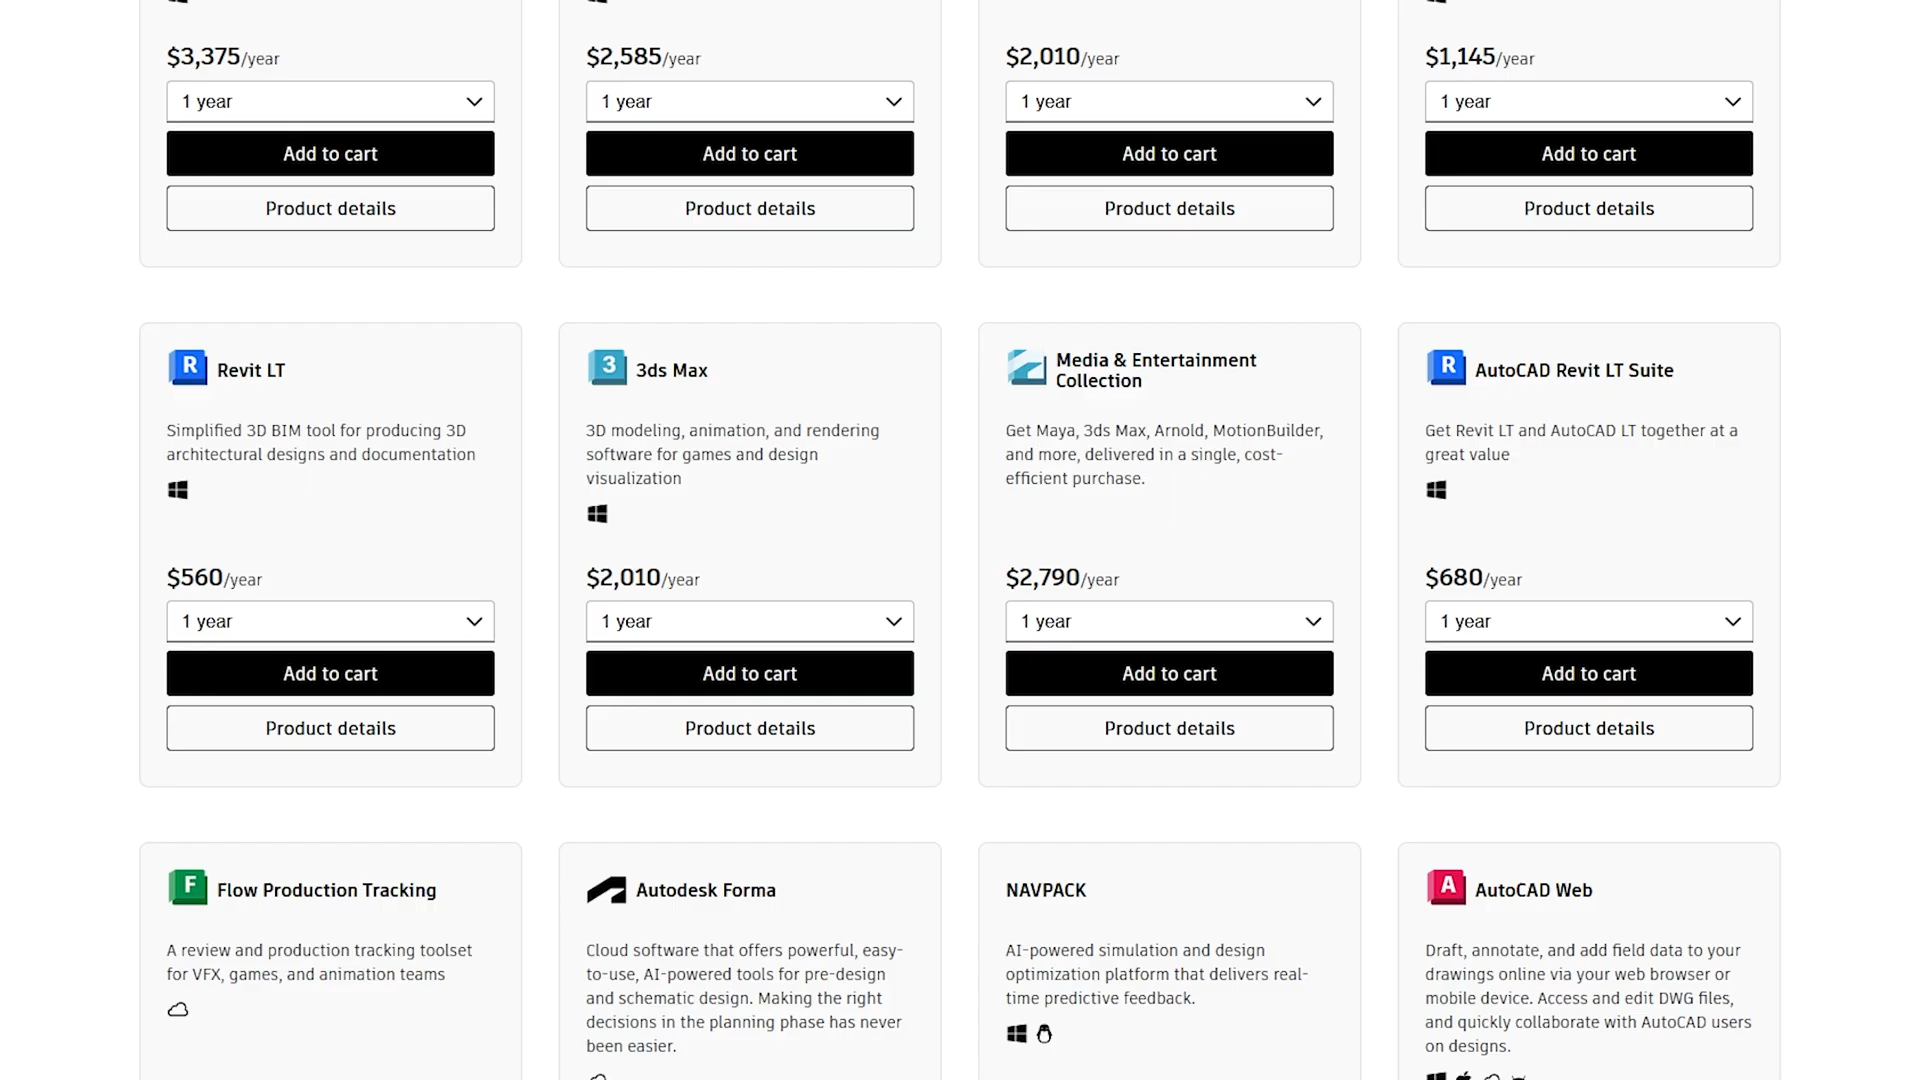 $3,375/year
1 year
Add to cart
Product details
$2,585/year
1 year
Add to cart
Product details
$2,010/year
1 year
Add to cart
Product details
$1,145/year
1 year
Add to cart
Product details
R Revit LT
Simplified 3D BIM tool for producing 3D
architectural designs and documentation
$560/year
1 year
Add to cart
Product details
3 3ds Max
3D modeling, animation, and rendering
software for games and design
visualization
$2,010/year
1 year
Add to cart
Product details
Media & Entertainment
Collection
Get Maya, 3ds Max, Arnold, MotionBuilder,
and more, delivered in a single, cost-
efficient purchase.
$2,790/year
1 year
Add to cart
Product details
R AutoCAD Revit LT Suite
Get Revit LT and AutoCAD LT together at a
great value
$680/year
1 year
Add to cart
Product details
F Flow Production Tracking
A review and production tracking toolset
for VFX, games, and animation teams
Autodesk Forma
Cloud software that offers powerful, easy-
to-use, AI-powered tools for pre-design
and schematic design. Making the right
decisions in the planning phase has never
been easier.
NAVPACK
AI-powered simulation and design
optimization platform that delivers real-
time predictive feedback.
A AutoCAD Web
Draft, annotate, and add field data to your
drawings online via your web browser or
mobile device. Access and edit DWG files,
and quickly collaborate with AutoCAD users
on designs.